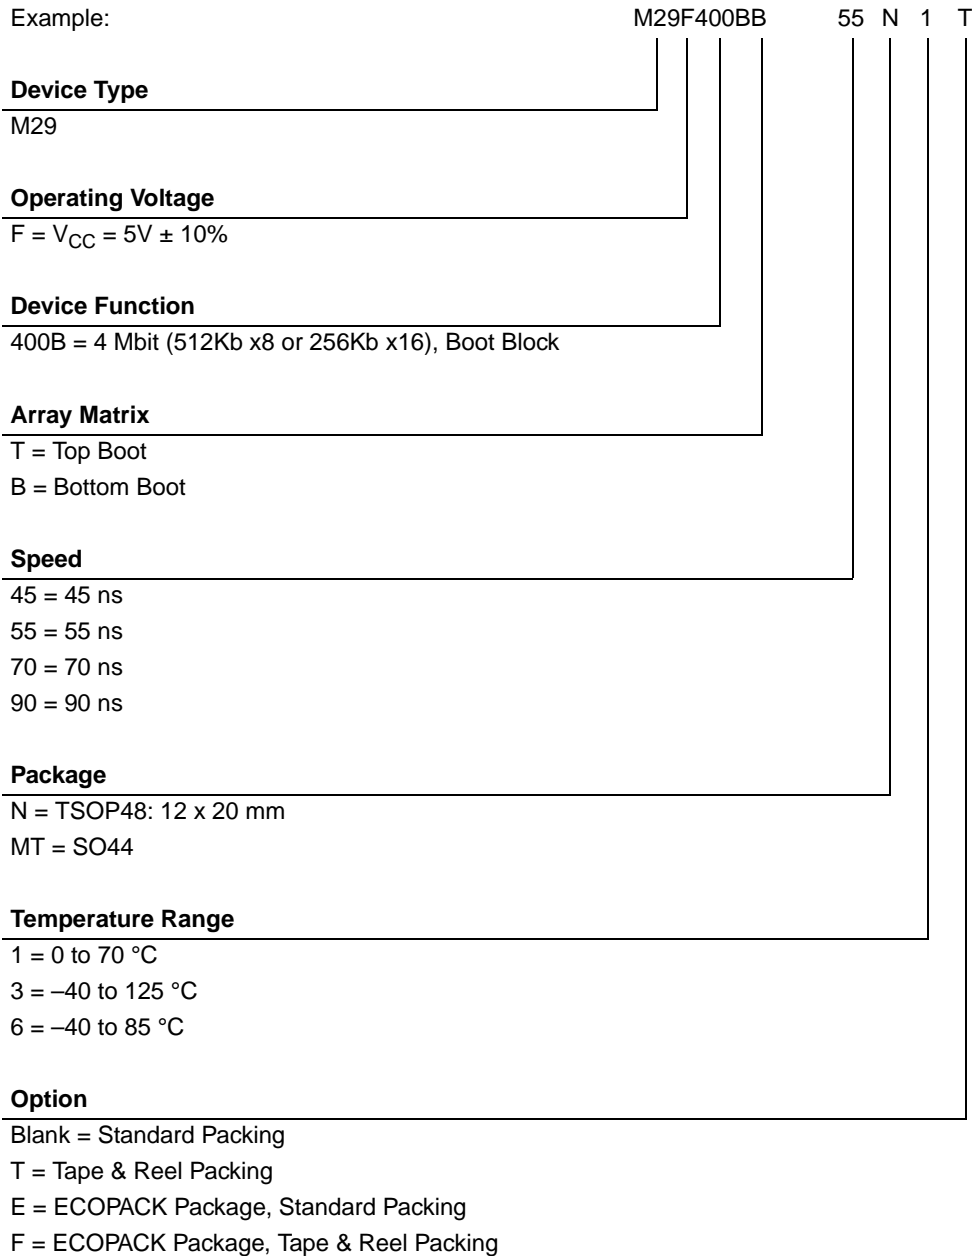 Example: M29F400BB 55 N 1 T
Device Type
M29
Operating Voltage
F = VCC = 5V ± 10%
Device Function
400B = 4 Mbit (512Kb x8 or 256Kb x16), Boot Block
Array Matrix
T = Top Boot
B = Bottom Boot
Speed
45 = 45 ns
55 = 55 ns
70 = 70 ns
90 = 90 ns
Package
N = TSOP48: 12 x 20 mm
MT = SO44
Temperature Range
1 = 0 to 70 °C
3 = –40 to 125 °C
6 = –40 to 85 °C
Option
Blank = Standard Packing
T = Tape & Reel Packing
E = ECOPACK Package, Standard Packing
F = ECOPACK Package, Tape & Reel Packing